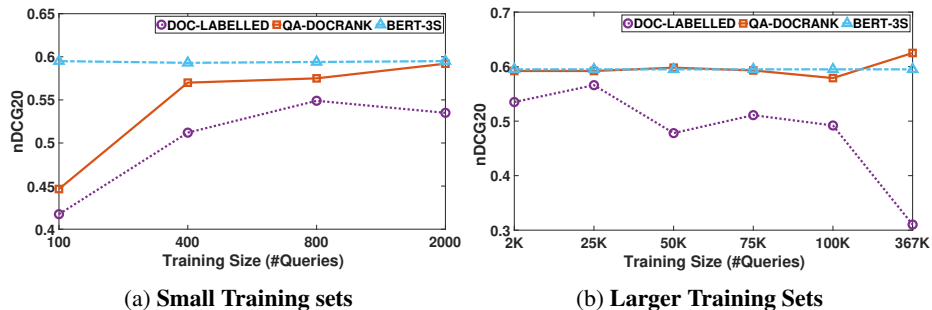 DOC-LABELLED QA-DOCRANK BERT-3S
0.65
0.6
0.55
0.5
0.45
0.4
nDCG20
100 400 800 2000
Training Size (#Queries)
(a) Small Training sets
DOC-LABELLED QA-DOCRANK BERT-3S
0.7
0.6
0.5
0.4
0.3
nDCG20
2K 25K 50K 75K 100K 367K
Training Size (#Queries)
(b) Larger Training Sets